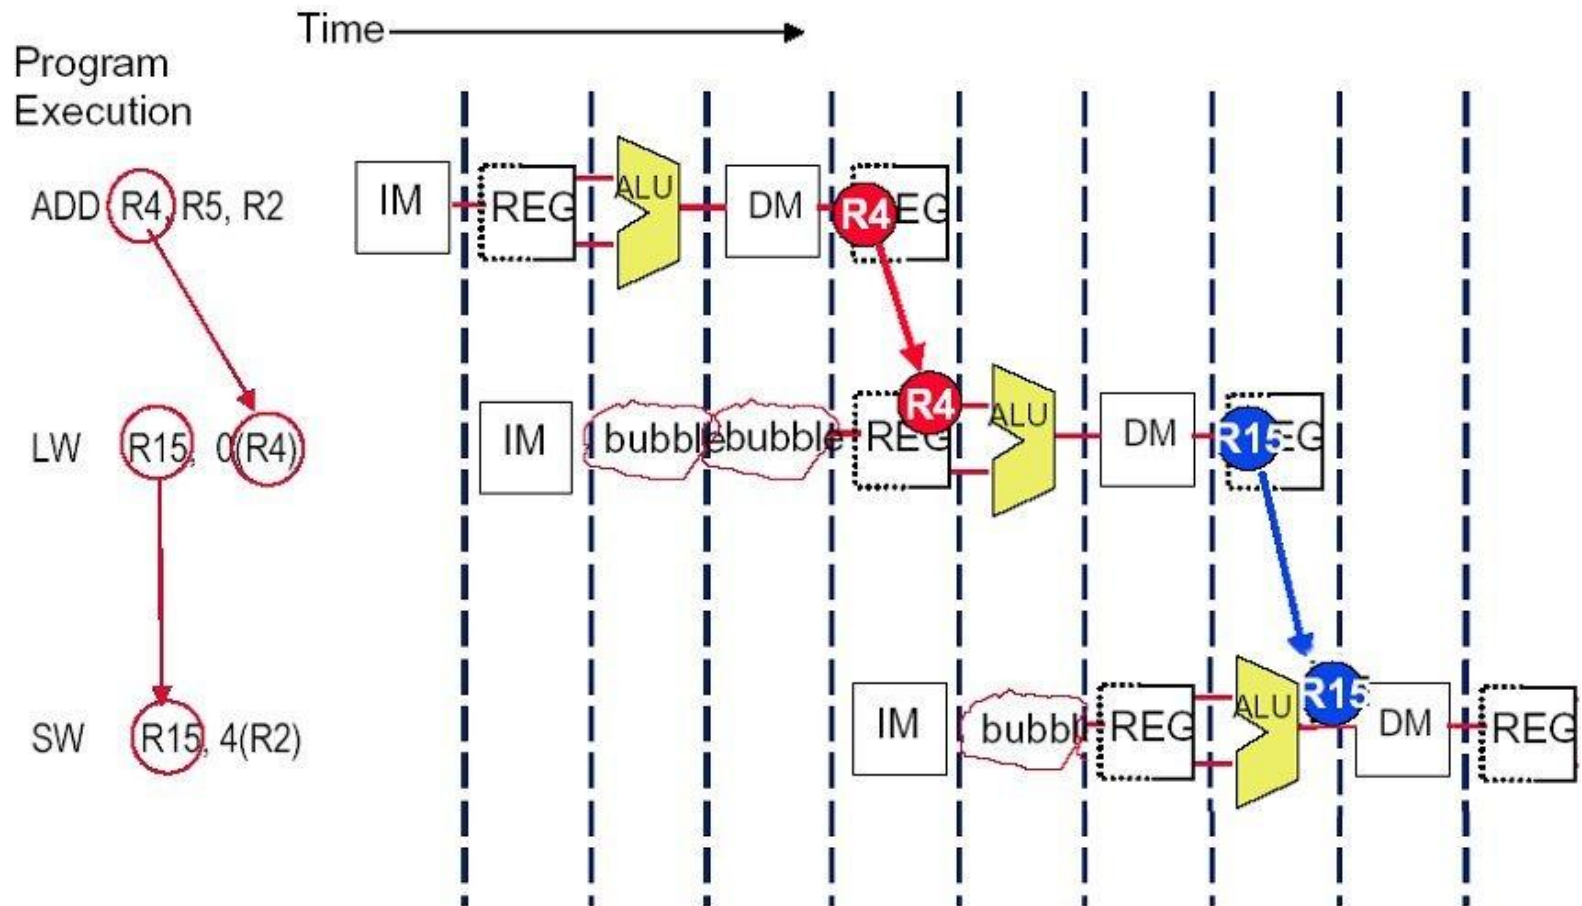 Time
Program
Execution
ADD R4, R5, R2
IM REG ALU DM R4 EG
LW R15, 0(R4)
IM bubble bubble REG R4 ALU DM R15 EG
SW R15, 4(R2)
IM bubbl REG ALU R15 DM REG